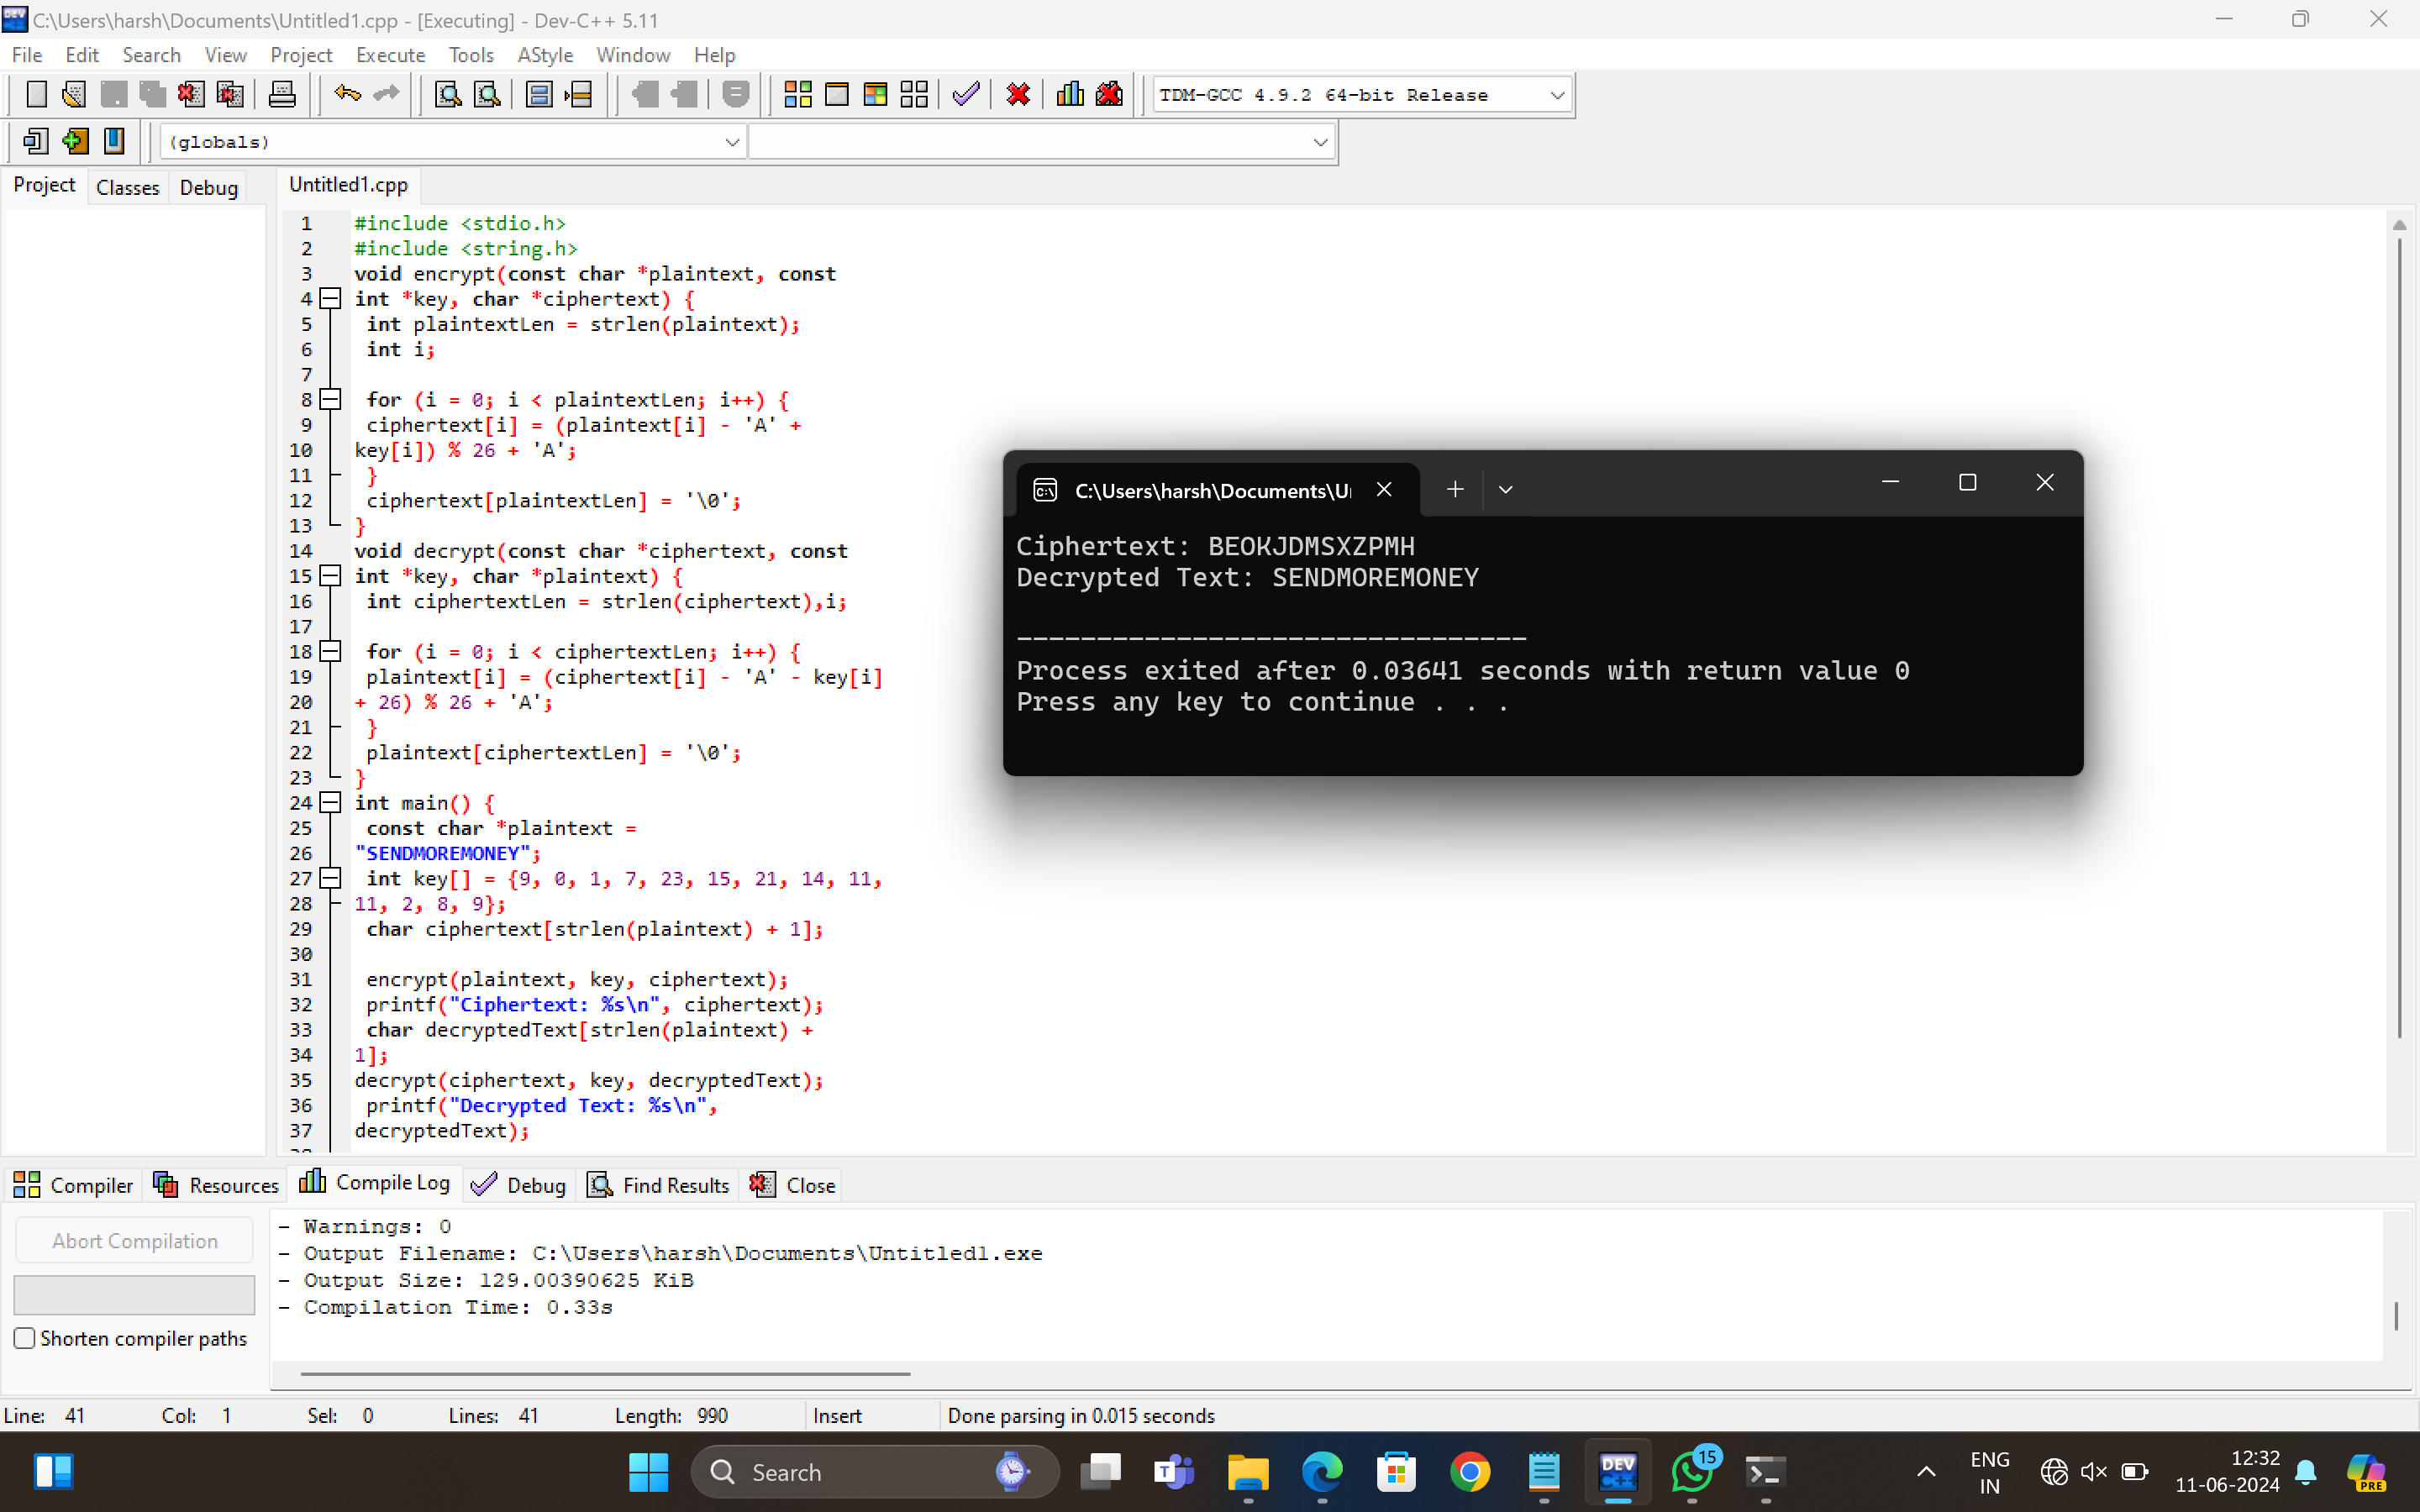 C:\Users\harsh\Documents\Untitled1.cpp - [Executing] - Dev-C++ 5.11
File Edit Search View Project Execute Tools AStyle Window Help
TDM-GCC 4.9.2 64-bit Release
(globals)
Project Classes Debug Untitled1.cpp
1 #include <stdio.h>
2 #include <string.h>
3 void encrypt(const char *plaintext, const
4 int *key, char *ciphertext) {
5 int plaintextLen = strlen(plaintext);
6 int i;
7
8 for (i = 0; i < plaintextLen; i++) {
9 ciphertext[i] = (plaintext[i] - 'A' +
10 key[i]) % 26 + 'A';
11 }
12 ciphertext[plaintextLen] = '\0';
13 }
14 void decrypt(const char *ciphertext, const
15 int *key, char *plaintext) {
16 int ciphertextLen = strlen(ciphertext),i;
17
18 for (i = 0; i < ciphertextLen; i++) {
19 plaintext[i] = (ciphertext[i] - 'A' - key[i]
20 + 26) % 26 + 'A';
21 }
22 plaintext[ciphertextLen] = '\0';
23 }
24 int main() {
25 const char *plaintext =
26 "SENDMOREMONEY";
27 int key[] = {9, 0, 1, 7, 23, 15, 21, 14, 11,
28 11, 2, 8, 9};
29 char ciphertext[strlen(plaintext) + 1];
30
31 encrypt(plaintext, key, ciphertext);
32 printf("Ciphertext: %s\n", ciphertext);
33 char decryptedText[strlen(plaintext) +
34 1];
35 decrypt(ciphertext, key, decryptedText);
36 printf("Decrypted Text: %s\n",
37 decryptedText);
C:\Users\harsh\Documents\U
Ciphertext: BEOKJDMSXZPMH
Decrypted Text: SENDMOREMONEY
--------------------------------
Process exited after 0.03641 seconds with return value 0
Press any key to continue . . .
Compiler Resources Compile Log Debug Find Results Close
Abort Compilation
Shorten compiler paths
- Warnings: 0
- Output Filename: C:\Users\harsh\Documents\Untitled1.exe
- Output Size: 129.00390625 KiB
- Compilation Time: 0.33s
Line: 41 Col: 1 Sel: 0 Lines: 41 Length: 990 Insert Done parsing in 0.015 seconds
Search
DEV C++
15
ENG
IN
12:32
11-06-2024
PRE